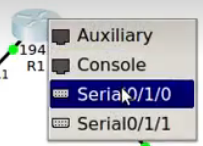 Auxiliary
194
R1
Console
Serial0/1/0
Serial0/1/1